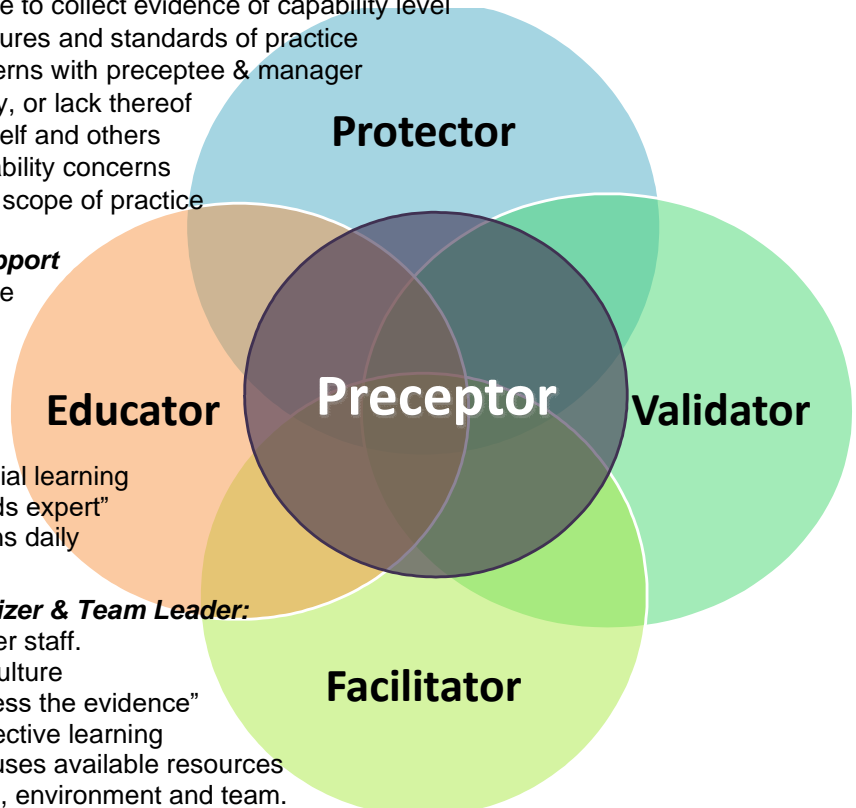 e to collect evidence of capability level
ures and standards of practice
erns with preceptee & manager
y, or lack thereof
elf and others
ability concerns
scope of practice
Protector
pport
e
Educator
Preceptor
Validator
ial learning
ds expert”
ns daily
izer & Team Leader:
er staff.
ulture
ess the evidence”
ective learning
uses available resources
, environment and team.
Facilitator